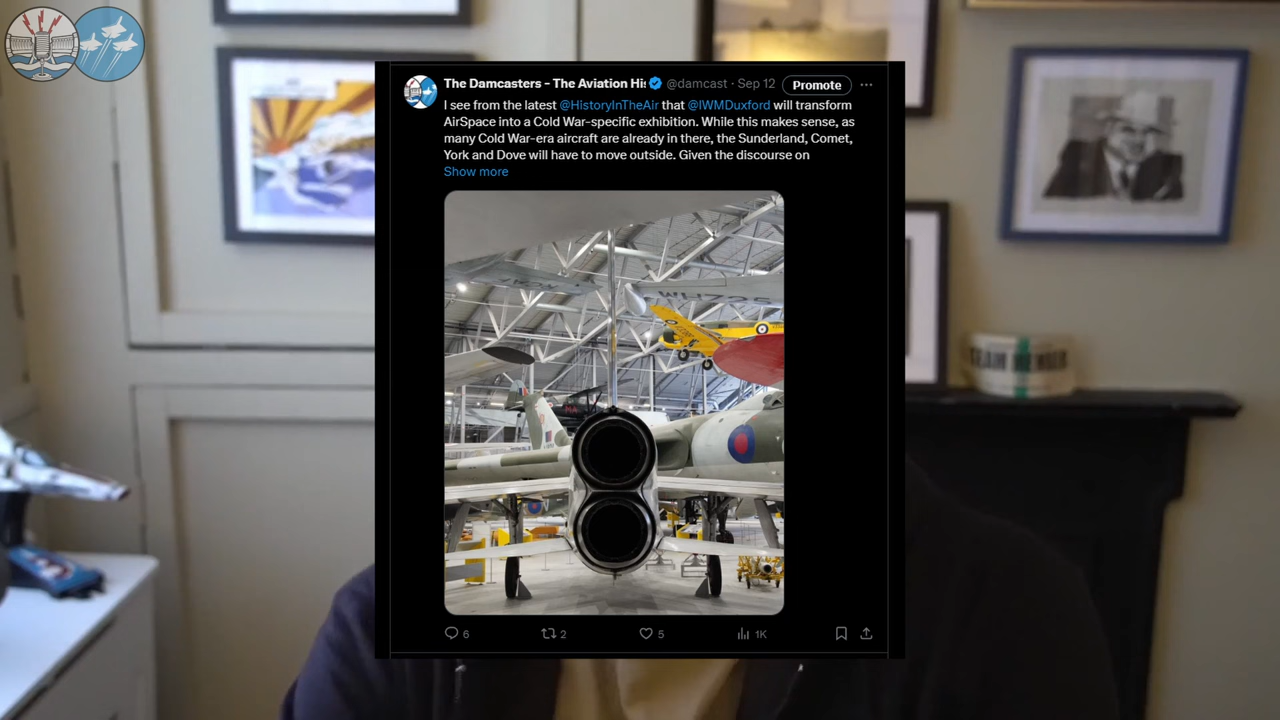 The Damcasters - The Aviation Hi
@damcast · Sep 12
Promote
I see from the latest @HistoryInTheAir that @IWMDuxford will transform
AirSpace into a Cold War-specific exhibition. While this makes sense, as
many Cold War-era aircraft are already in there, the Sunderland, Comet,
York and Dove will have to move outside. Given the discourse on
Show more
6
2
5
1K